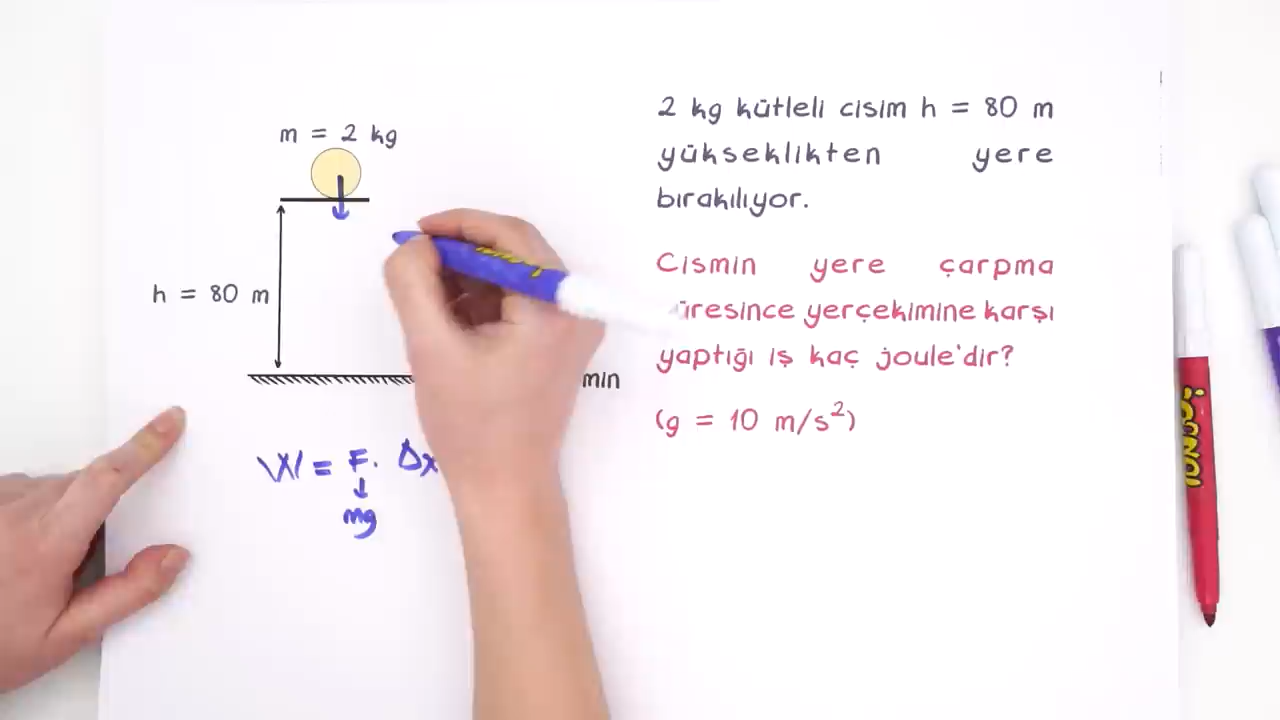 m = 2 kg
h = 80 m
min
W = F. Δx
mg
2 kg kütleli cisim h = 80 m
yükseklikten yere
bırakılıyor.
Cismin yere çarpma
üresince yerçekimine karşı
yaptığı iş kaç joule'dir?
(g = 10 m/s²)